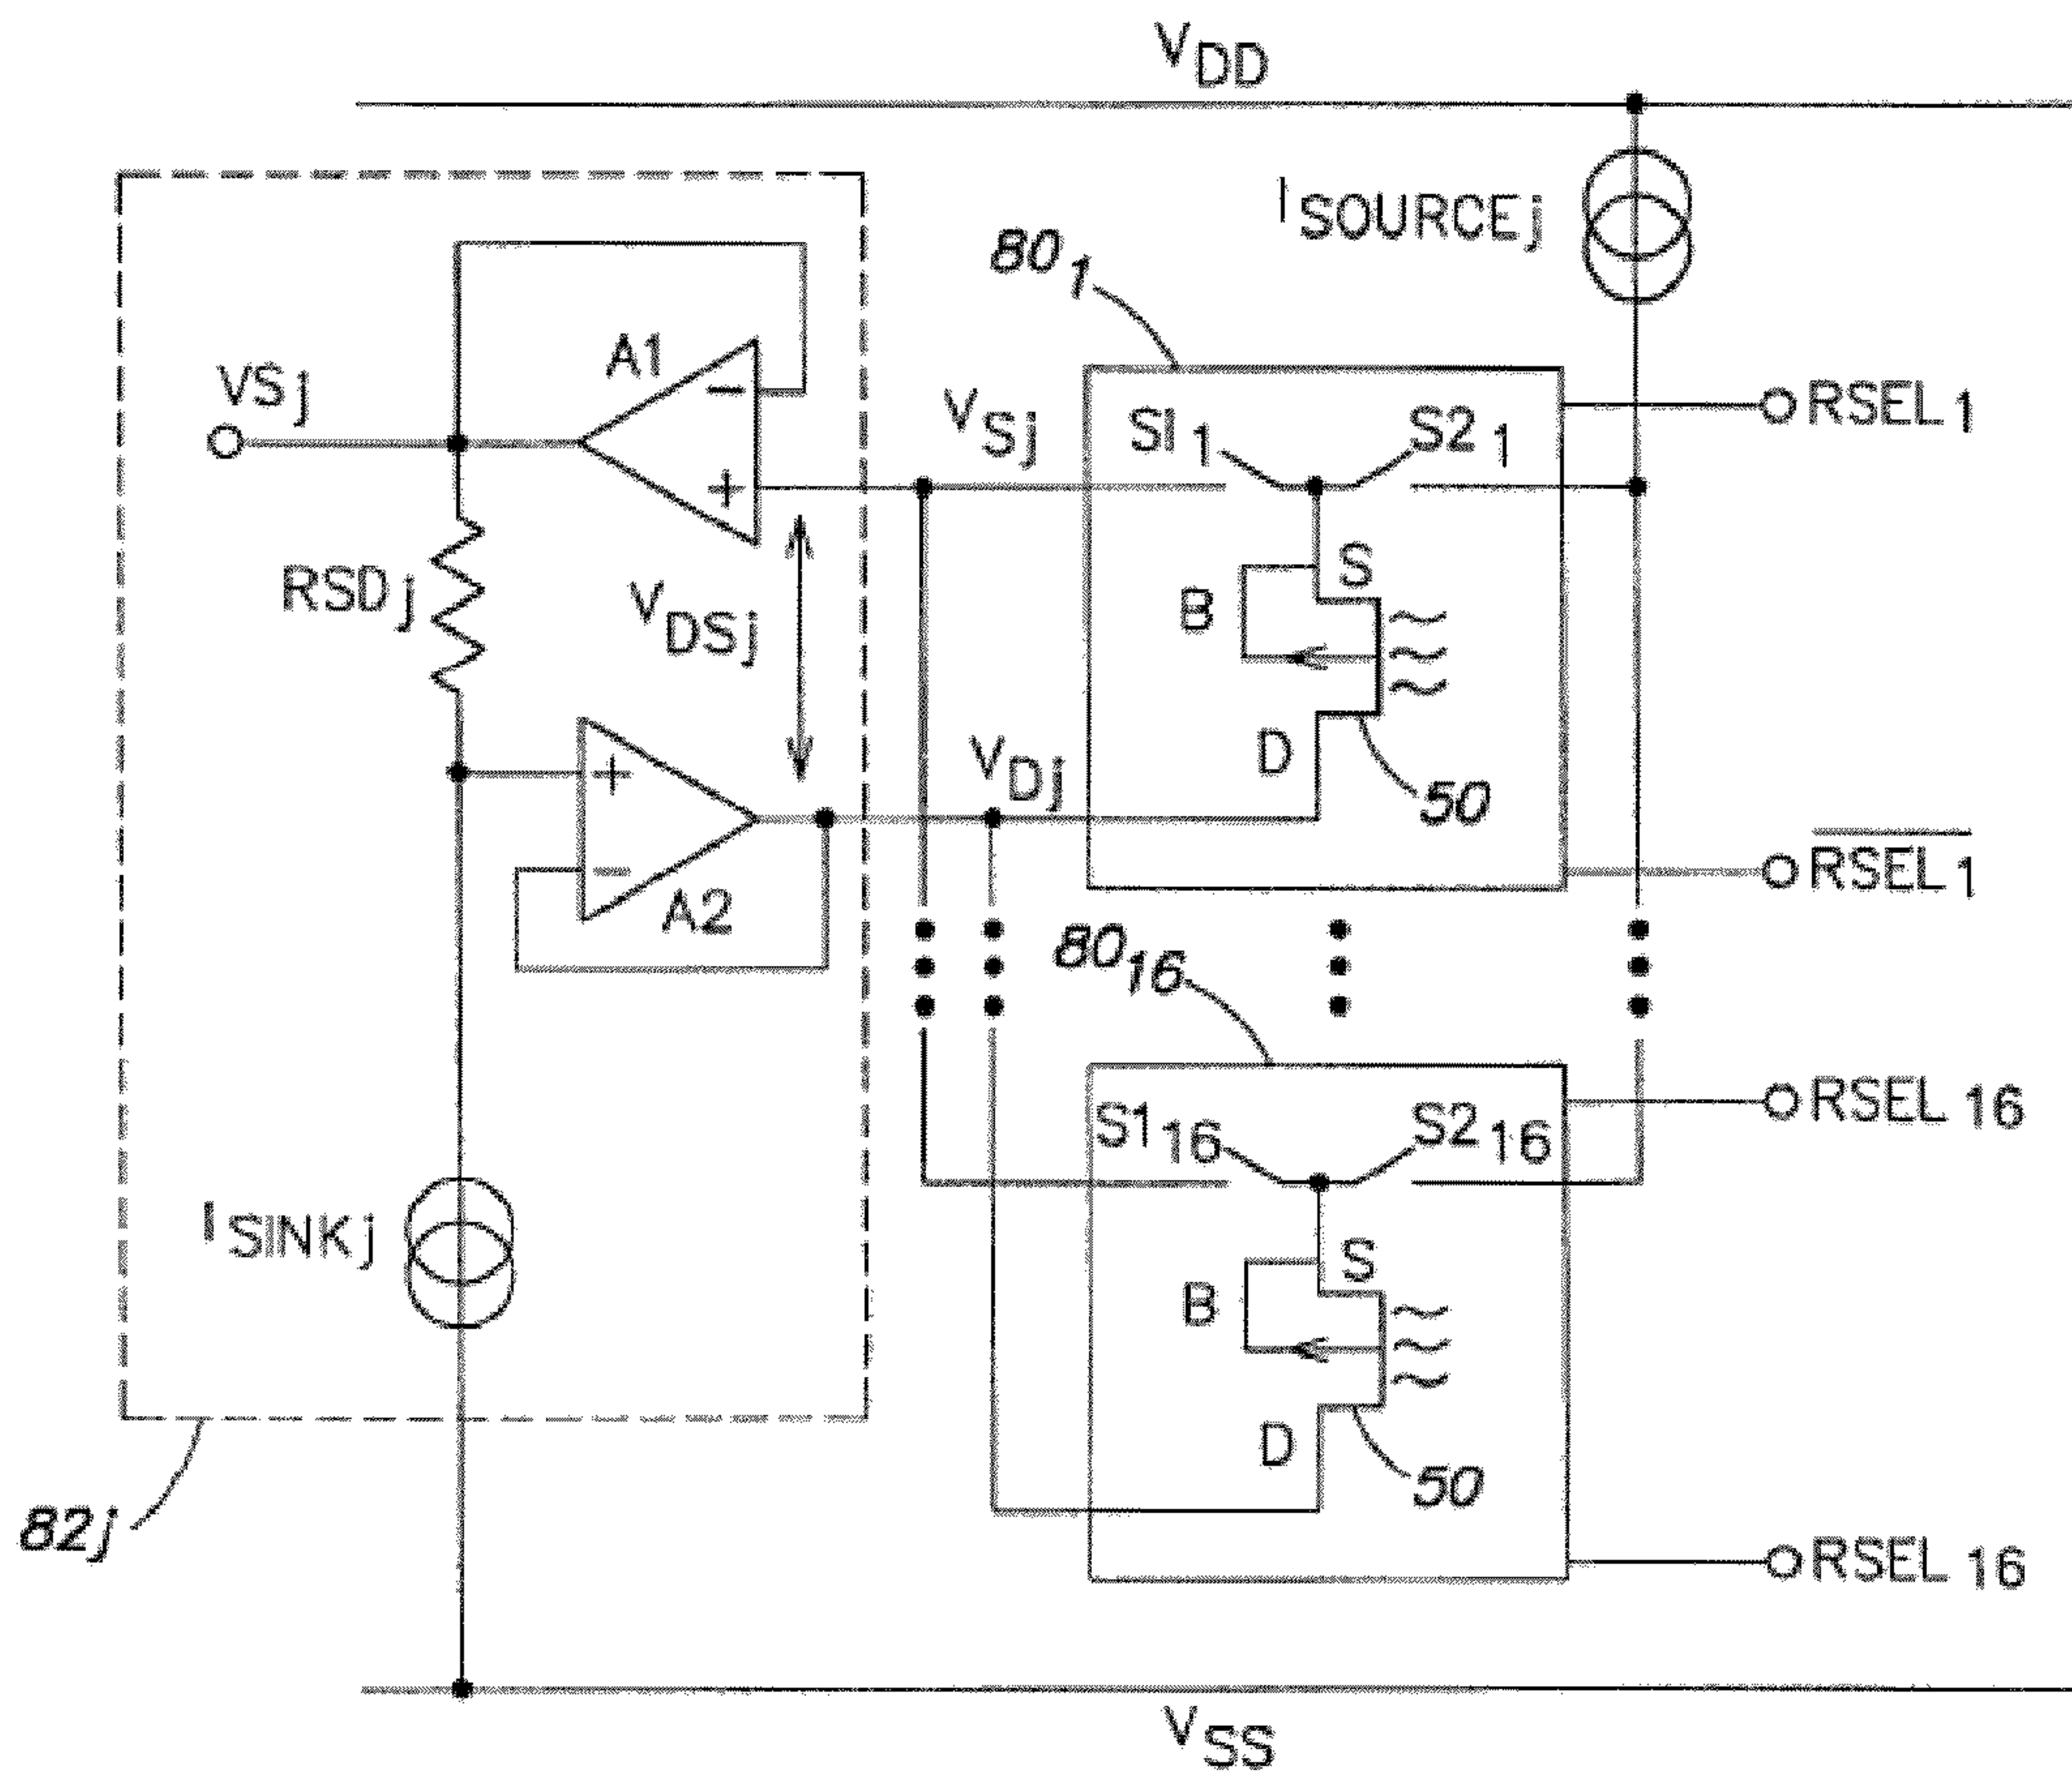 VDD
ISOURCEj
801
A1
VSj
VSj
SI1
S21
RSEL1
−
+
RSDj
VDSj
B
S
D
50
VDj
+
−
A2
RSEL1
8016
S116
S216
RSEL16
ISINKj
B
S
D
50
RSEL16
82j
VSS